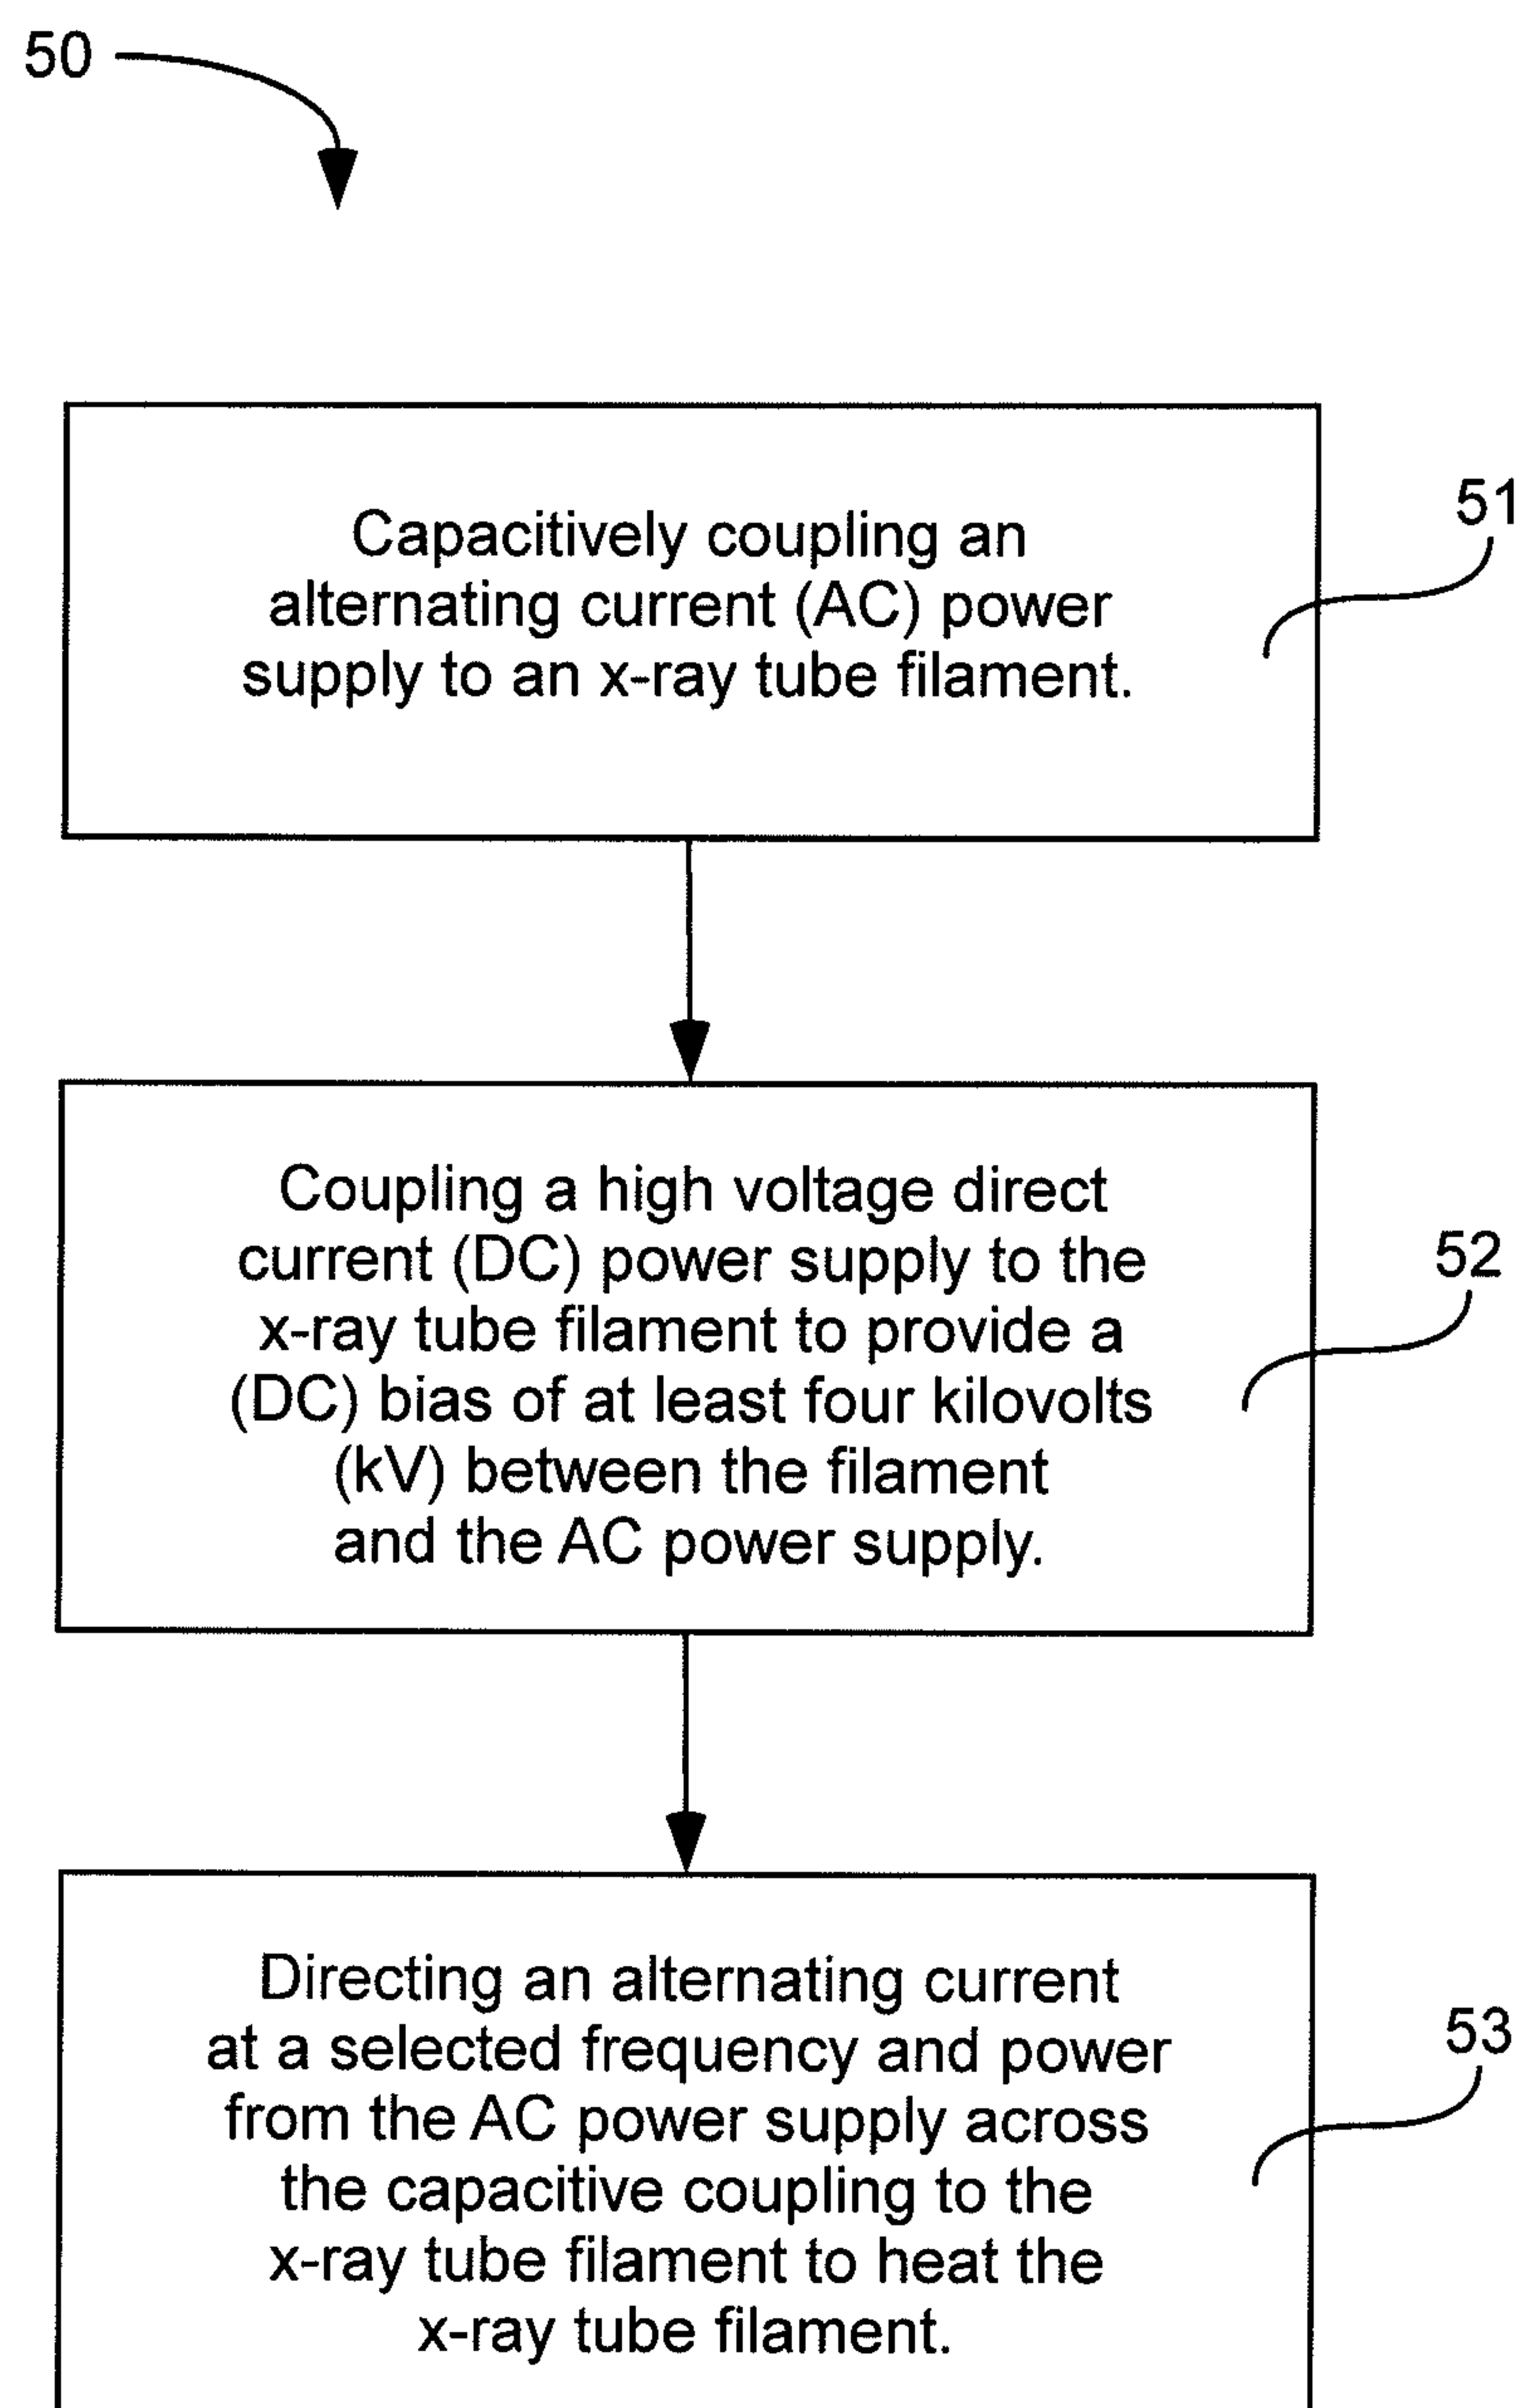 50
Capacitively coupling an
alternating current (AC) power
supply to an x-ray tube filament.
51
Coupling a high voltage direct
current (DC) power supply to the
x-ray tube filament to provide a
(DC) bias of at least four kilovolts
(kV) between the filament
and the AC power supply.
52
Directing an alternating current
at a selected frequency and power
from the AC power supply across
the capacitive coupling to the
x-ray tube filament to heat the
x-ray tube filament.
53